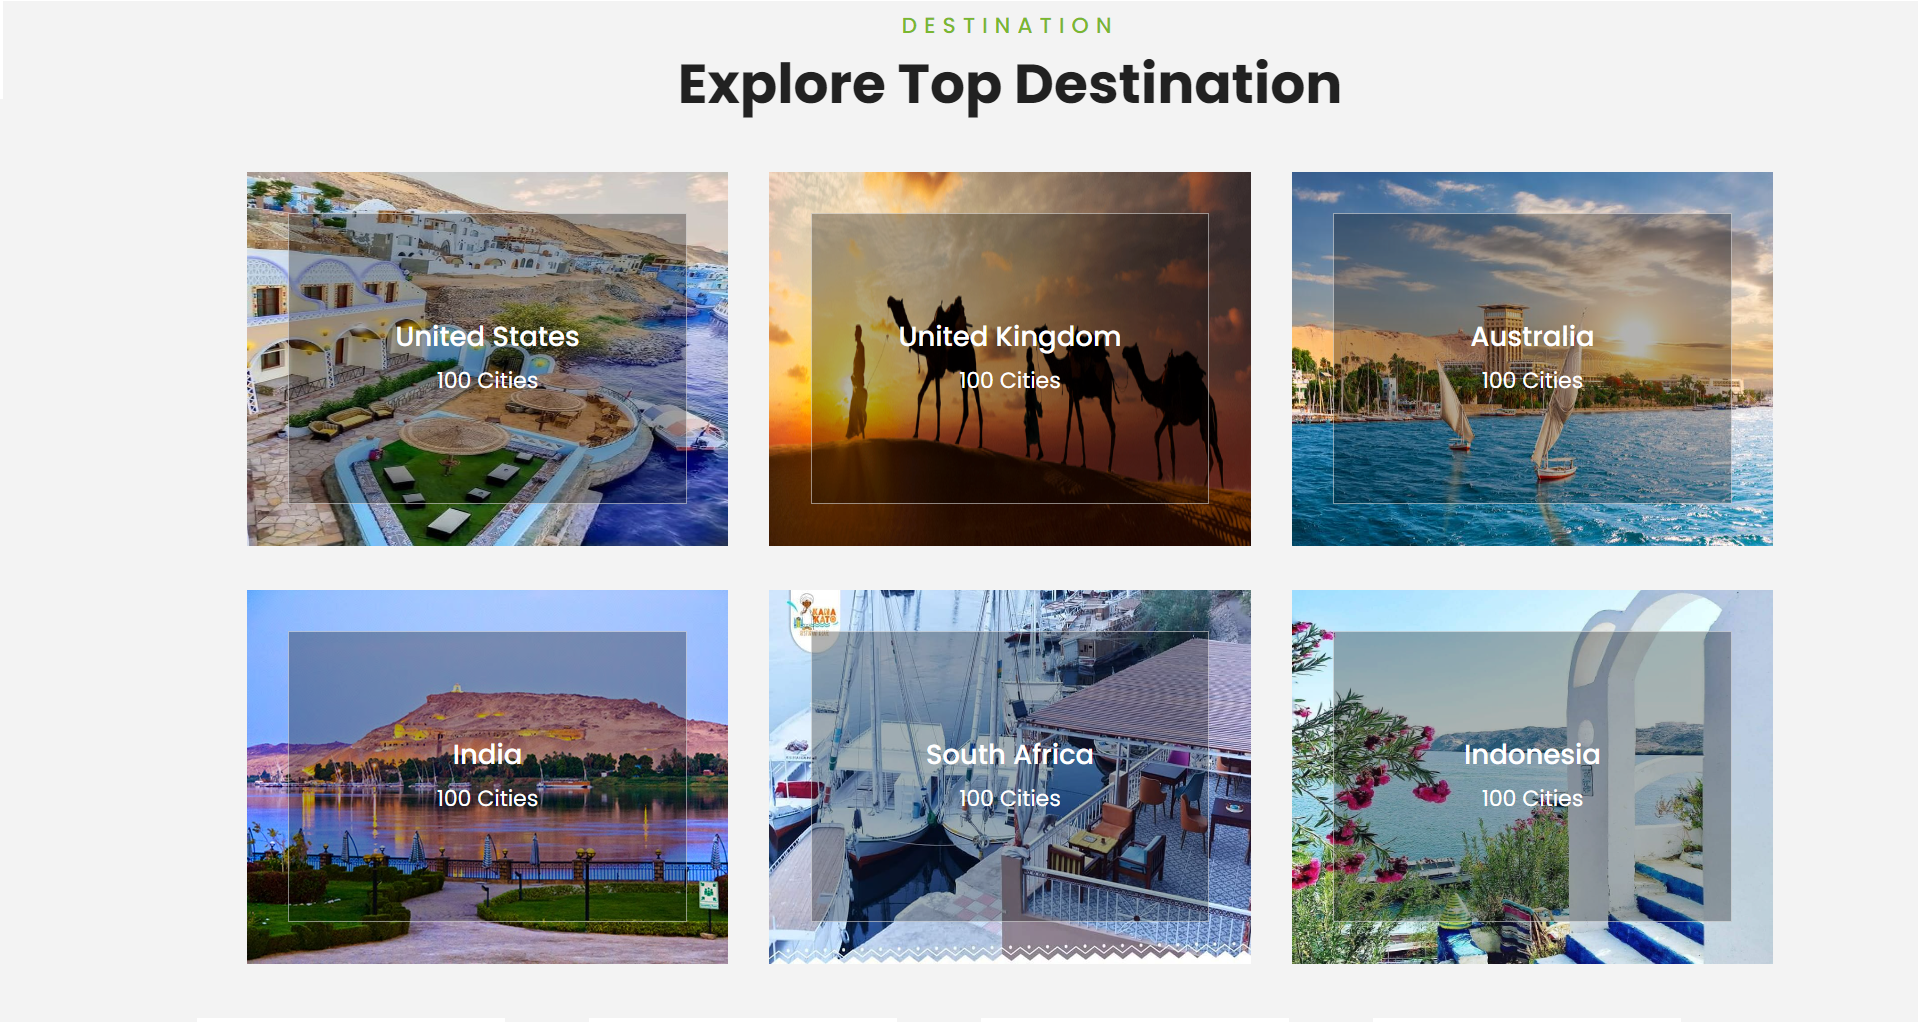 DESTINATION
Explore Top Destination
United States
100 Cities
United Kingdom
100 Cities
Australia
100 Cities
India
100 Cities
KATO
South Africa
100 Cities
Indonesia
100 Cities